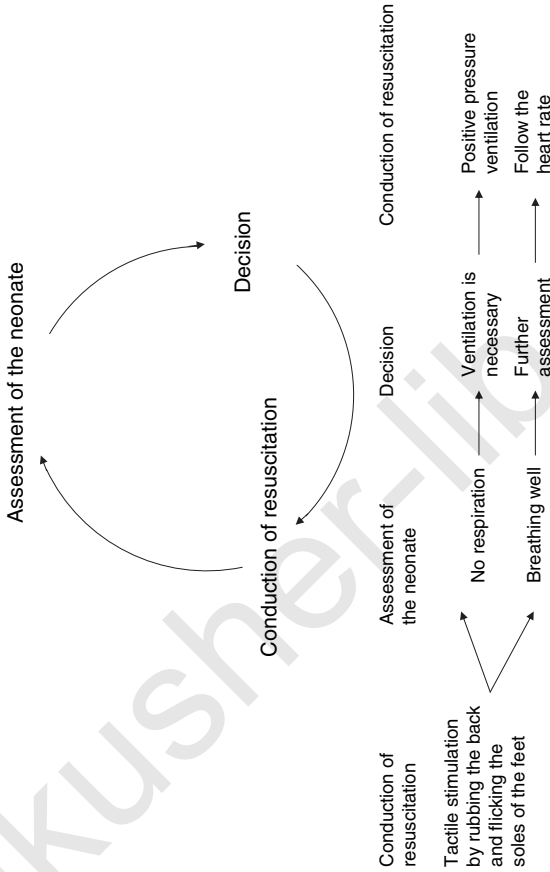 Assessment of the neonate
Decision
Conduction of resuscitation
Conduction of
resuscitation
Assessment of
the neonate
Decision
Conduction of resuscitation
Tactile stimulation
by rubbing the back
and flicking the
soles of the feet
No respiration
Ventilation is
necessary
Positive pressure
ventilation
Breathing well
Further
assessment
Follow the
heart rate
kusher-lib